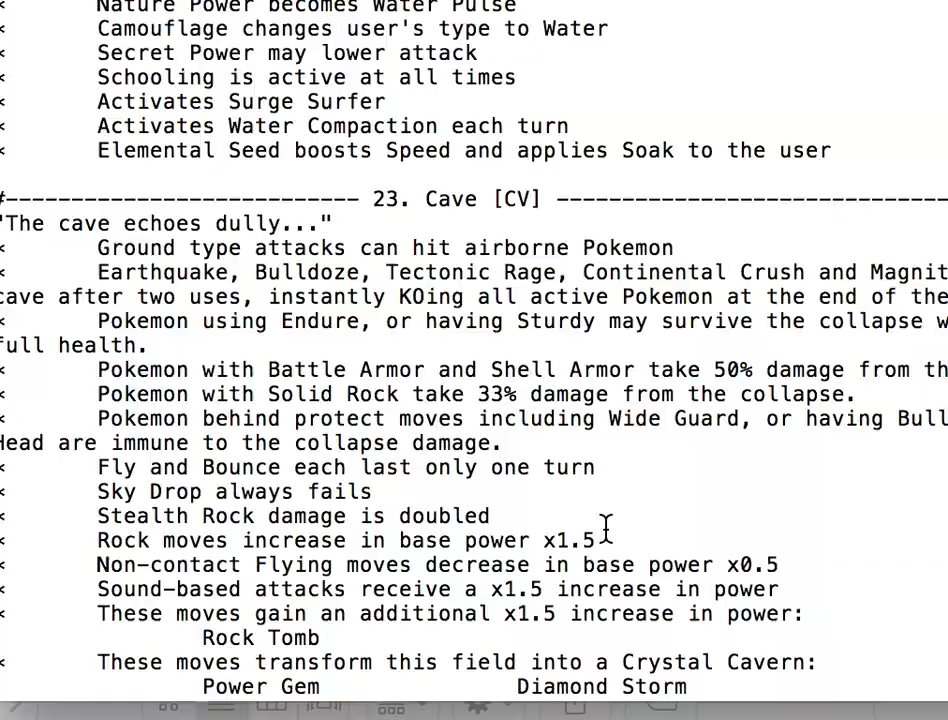 Nature Power becomes Water Pulse
< Camouflage changes user's type to Water
< Secret Power may lower attack
< Schooling is active at all times
< Activates Surge Surfer
< Activates Water Compaction each turn
< Elemental Seed boosts Speed and applies Soak to the user
#--------------------------- 23. Cave [CV] ------------------------------
"The cave echoes dully..."
< Ground type attacks can hit airborne Pokemon
< Earthquake, Bulldoze, Tectonic Rage, Continental Crush and Magnit
cave after two uses, instantly KOing all active Pokemon at the end of the
< Pokemon using Endure, or having Sturdy may survive the collapse w
full health.
< Pokemon with Battle Armor and Shell Armor take 50% damage from th
< Pokemon with Solid Rock take 33% damage from the collapse.
< Pokemon behind protect moves including Wide Guard, or having Bull
Head are immune to the collapse damage.
< Fly and Bounce each last only one turn
< Sky Drop always fails
< Stealth Rock damage is doubled
< Rock moves increase in base power x1.5
< Non-contact Flying moves decrease in base power x0.5
< Sound-based attacks receive a x1.5 increase in power
< These moves gain an additional x1.5 increase in power:
Rock Tomb
< These moves transform this field into a Crystal Cavern:
Power Gem Diamond Storm